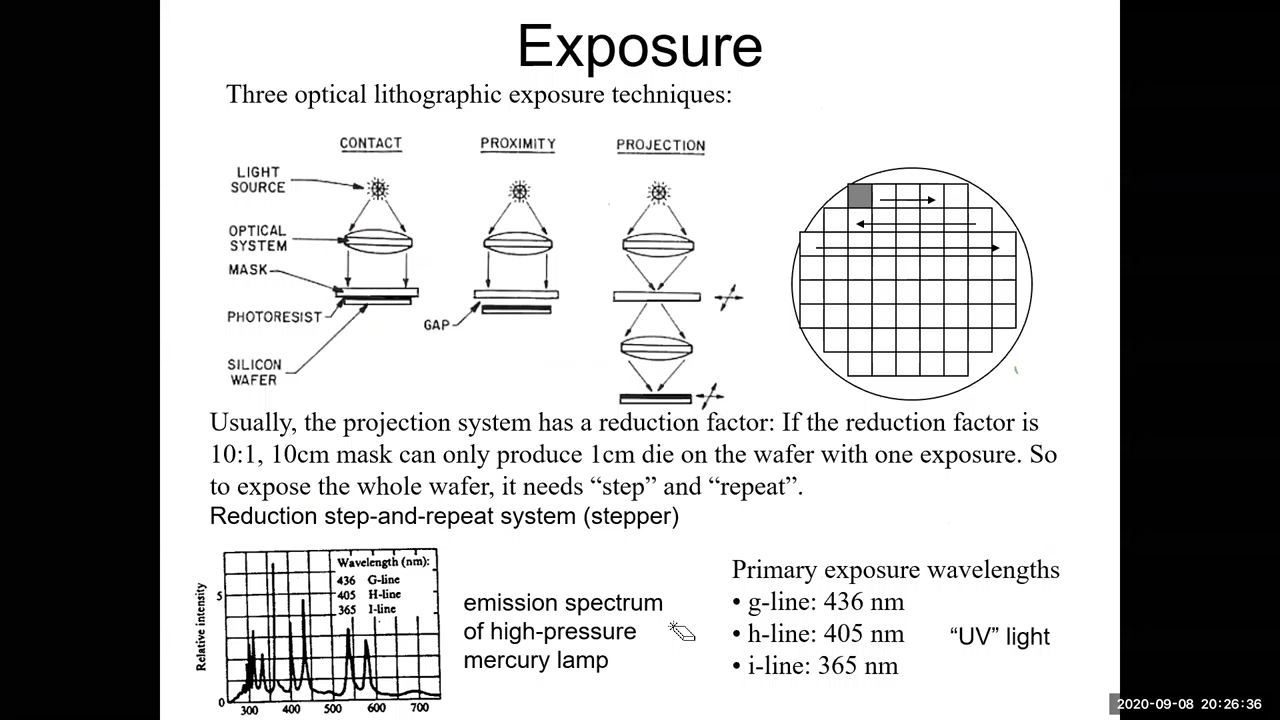 Exposure
Three optical lithographic exposure techniques:
CONTACT
PROXIMITY
PROJECTION
LIGHT
SOURCE
OPTICAL
SYSTEM
MASK
PHOTORESIST
GAP
SILICON
WAFER
Usually, the projection system has a reduction factor: If the reduction factor is
10:1, 10cm mask can only produce 1cm die on the wafer with one exposure. So
to expose the whole wafer, it needs “step” and “repeat”.
Reduction step-and-repeat system (stepper)
Relative intensity
5
0
Wavelength (nm):
436 G-line
405 H-line
365 I-line
300 400 500 600 700
emission spectrum
of high-pressure
mercury lamp
Primary exposure wavelengths
• g-line: 436 nm
• h-line: 405 nm
• i-line: 365 nm
“UV” light
2020-09-08 20:26:36